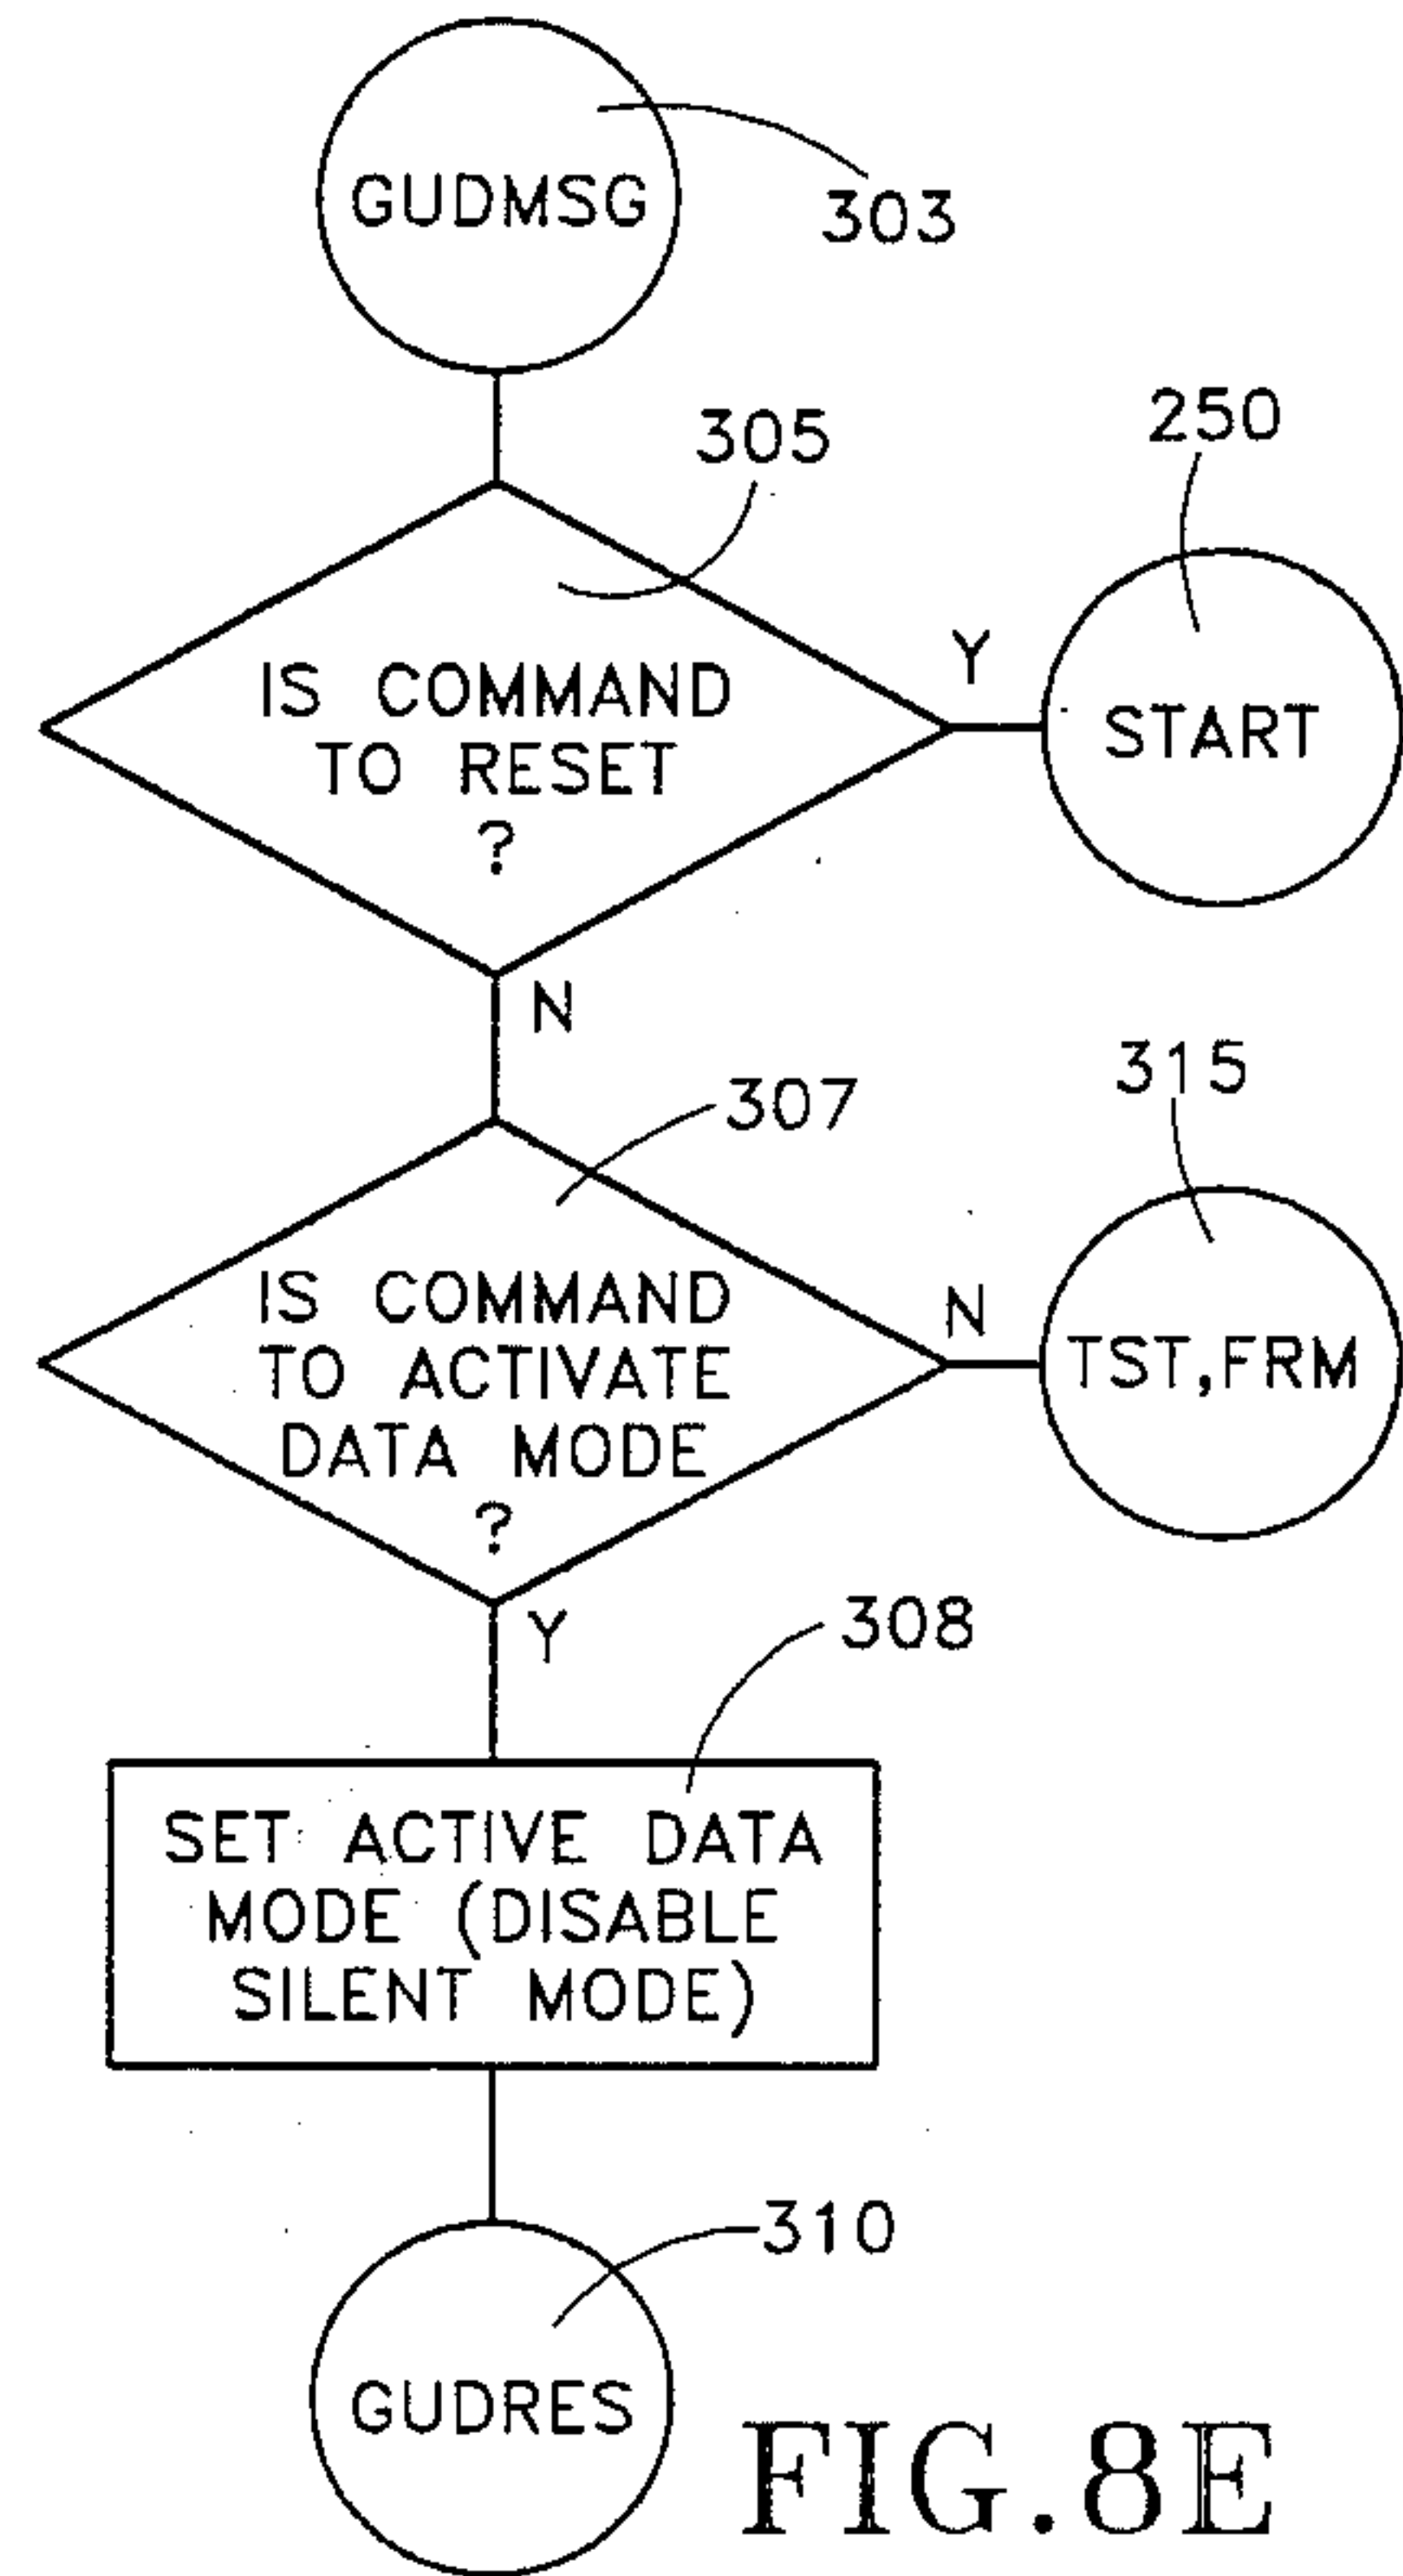 GUDMSG
303
305
250
IS COMMAND
TO RESET
?
Y
START
N
307
315
IS COMMAND
TO ACTIVATE
DATA MODE
?
N
TST,FRM
Y
308
SET ACTIVE DATA
MODE (DISABLE
SILENT MODE)
310
GUDRES
FIG.8E